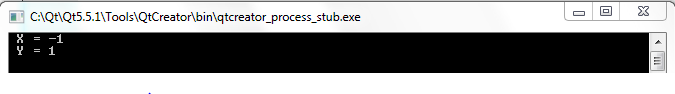 C:\Qt\Qt5.5.1\Tools\QtCreator\bin\qtcreator_process_stub.exe
X = -1
Y = 1